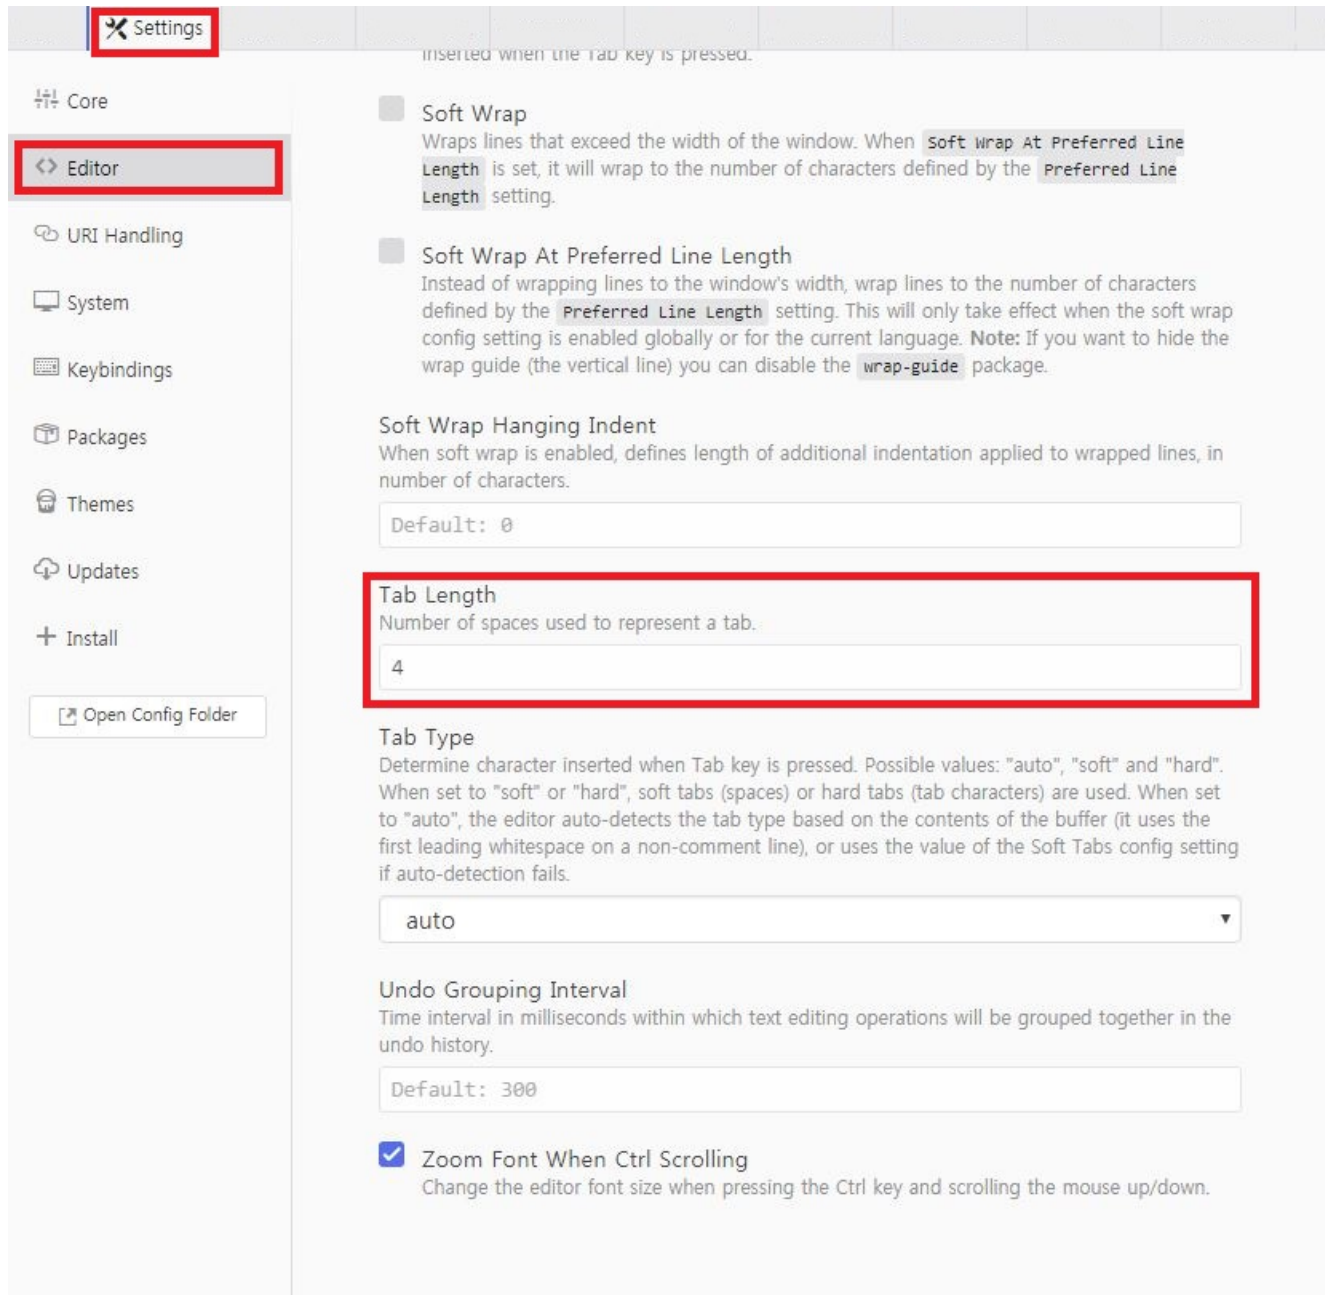 Settings
inserted when the Tab key is pressed.
Core
Editor
URI Handling
System
Keybindings
Packages
Themes
Updates
Install
Open Config Folder
Soft Wrap
Wraps lines that exceed the width of the window. When Soft Wrap At Preferred Line
Length is set, it will wrap to the number of characters defined by the Preferred Line
Length setting.
Soft Wrap At Preferred Line Length
Instead of wrapping lines to the window's width, wrap lines to the number of characters
defined by the Preferred Line Length setting. This will only take effect when the soft wrap
config setting is enabled globally or for the current language. Note: If you want to hide the
wrap guide (the vertical line) you can disable the wrap-guide package.
Soft Wrap Hanging Indent
When soft wrap is enabled, defines length of additional indentation applied to wrapped lines, in
number of characters.
Default: 0
Tab Length
Number of spaces used to represent a tab.
4
Tab Type
Determine character inserted when Tab key is pressed. Possible values: "auto", "soft" and "hard".
When set to "soft" or "hard", soft tabs (spaces) or hard tabs (tab characters) are used. When set
to "auto", the editor auto-detects the tab type based on the contents of the buffer (it uses the
first leading whitespace on a non-comment line), or uses the value of the Soft Tabs config setting
if auto-detection fails.
auto
Undo Grouping Interval
Time interval in milliseconds within which text editing operations will be grouped together in the
undo history.
Default: 300
Zoom Font When Ctrl Scrolling
Change the editor font size when pressing the Ctrl key and scrolling the mouse up/down.